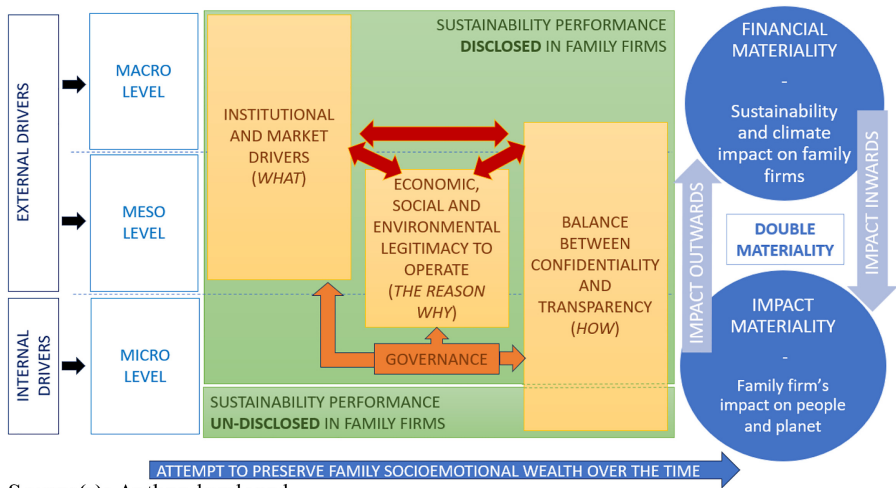 EXTERNAL DRIVERS
INTERNAL
DRIVERS
MACRO
LEVEL
MESO
LEVEL
MICRO
LEVEL
SUSTAINABILITY PERFORMANCE
DISCLOSED IN FAMILY FIRMS
INSTITUTIONAL
AND MARKET
DRIVERS
(WHAT)
ECONOMIC,
SOCIAL AND
ENVIRONMENTAL
LEGITIMACY TO
OPERATE
(THE REASON
WHY)
BALANCE
BETWEEN
CONFIDENTIALITY
AND
TRANSPARENCY
(HOW)
GOVERNANCE
SUSTAINABILITY PERFORMANCE
UN-DISCLOSED IN FAMILY FIRMS
FINANCIAL
MATERIALITY
-
Sustainability
and climate
impact on family
firms
IMPACT OUTWARDS
DOUBLE
MATERIALITY
IMPACT INWARDS
IMPACT
MATERIALITY
-
Family firm's
impact on people
and planet
ATTEMPT TO PRESERVE FAMILY SOCIOEMOTIONAL WEALTH OVER THE TIME